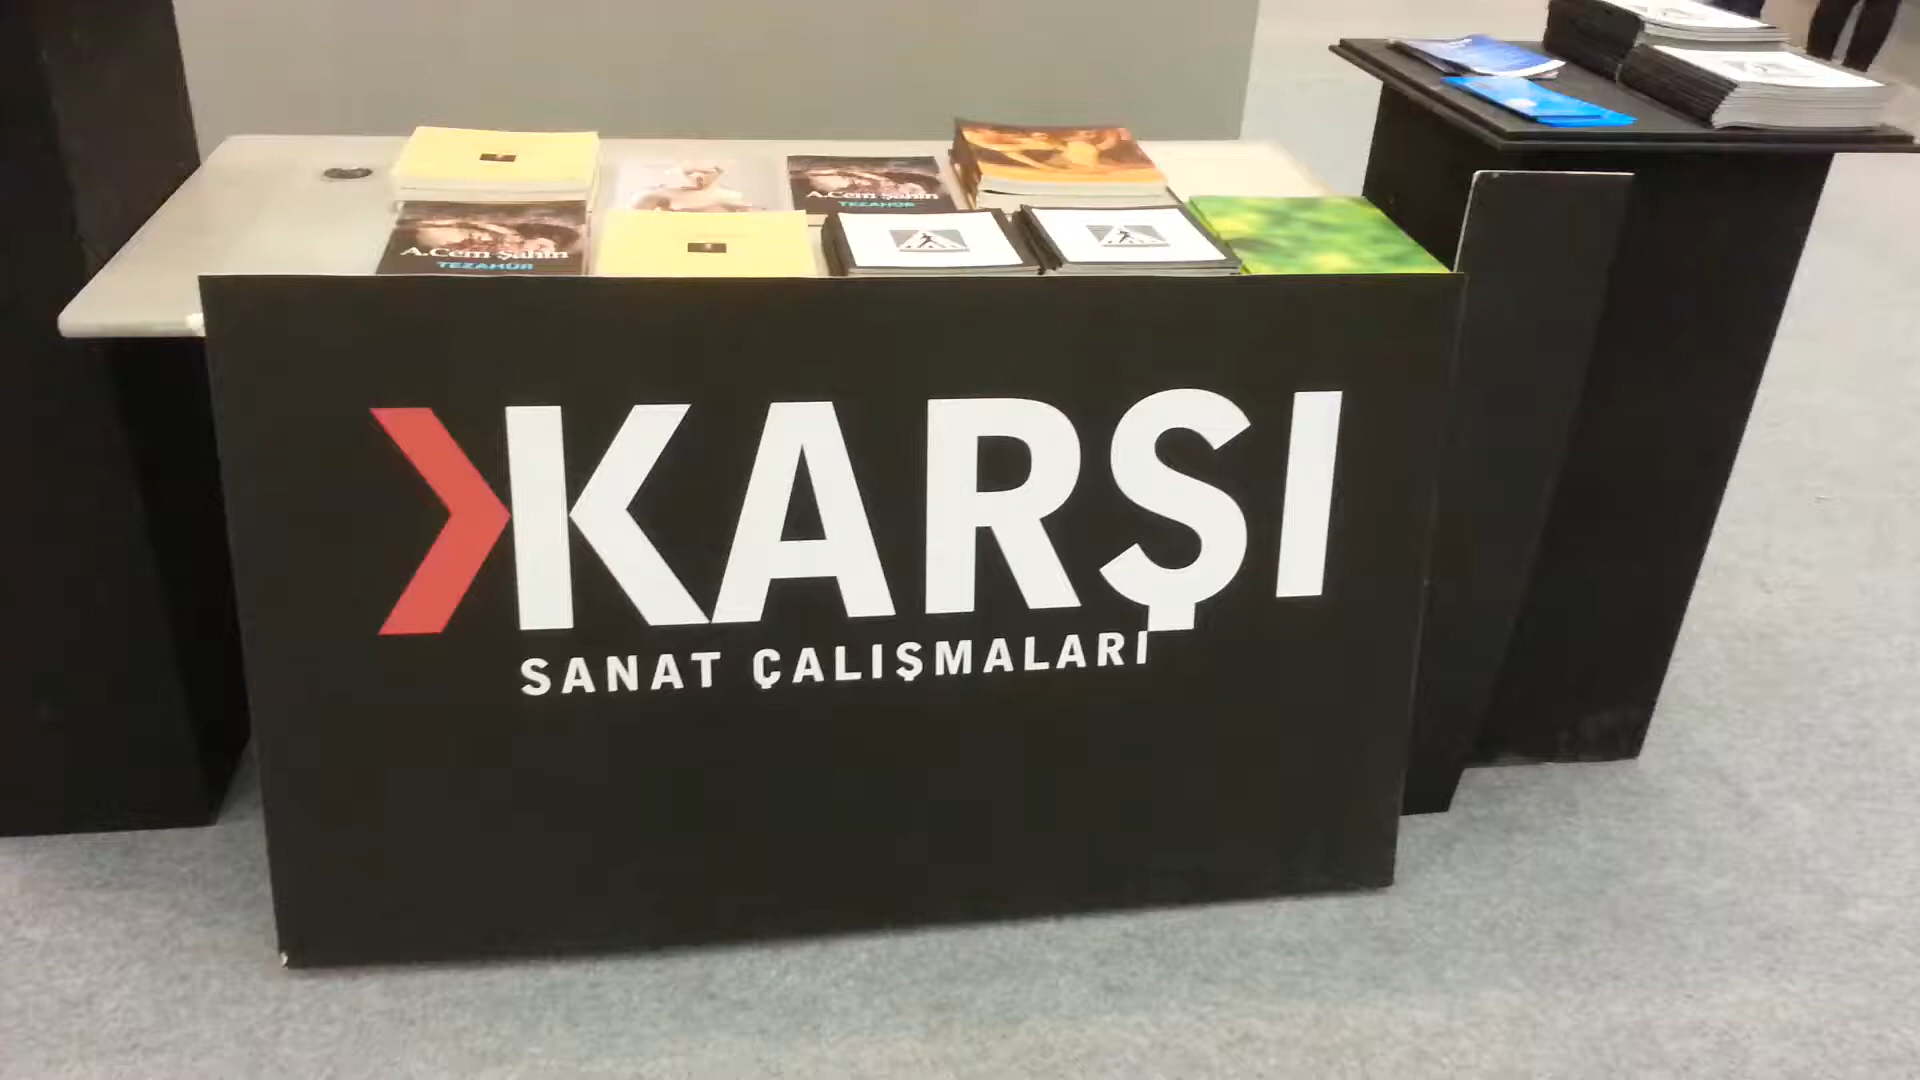 A.Cem Şahin
TEZAHÜR
A.Cem Şahin
TEZAHÜR
KARŞI
SANAT ÇALIŞMALARI